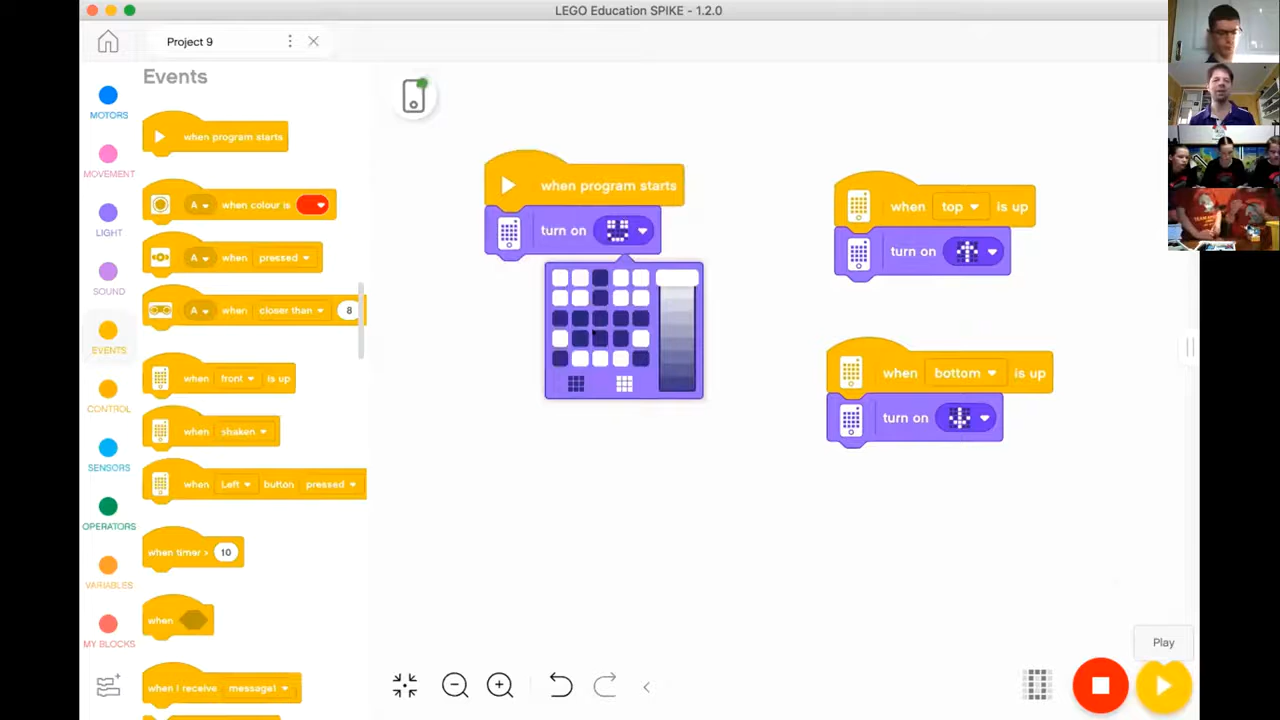 LEGO Education SPIKE - 1.2.0
Project 9
MOTORS
MOVEMENT
LIGHT
SOUND
EVENTS
CONTROL
SENSORS
OPERATORS
VARIABLES
MY BLOCKS
Events
when program starts
A when colour is
A when pressed
A when closer than 8
when front is up
when shaken
when Left button pressed
when timer > 10
when
when I receive message1
when program starts
turn on
when top is up
turn on
when bottom is up
turn on
Play